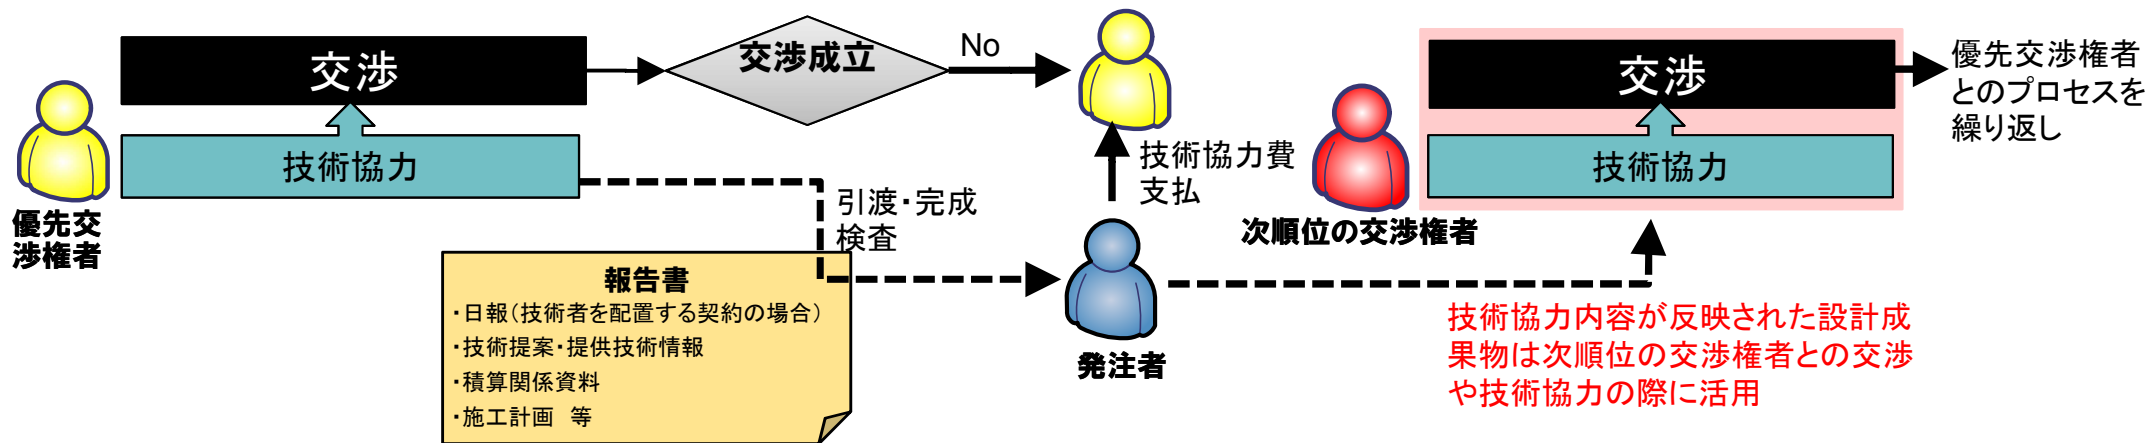 交渉
技術協力
優先交
渉権者
交渉成立
No
引渡・完成
検査
報告書
・日報(技術者を配置する契約の場合)
・技術提案・提供技術情報
・積算関係資料
・施工計画　等
技術協力費
支払
発注者
次順位の交渉権者
交渉
技術協力
優先交渉権者
とのプロセスを
繰り返し
技術協力内容が反映された設計成
果物は次順位の交渉権者との交渉
や技術協力の際に活用